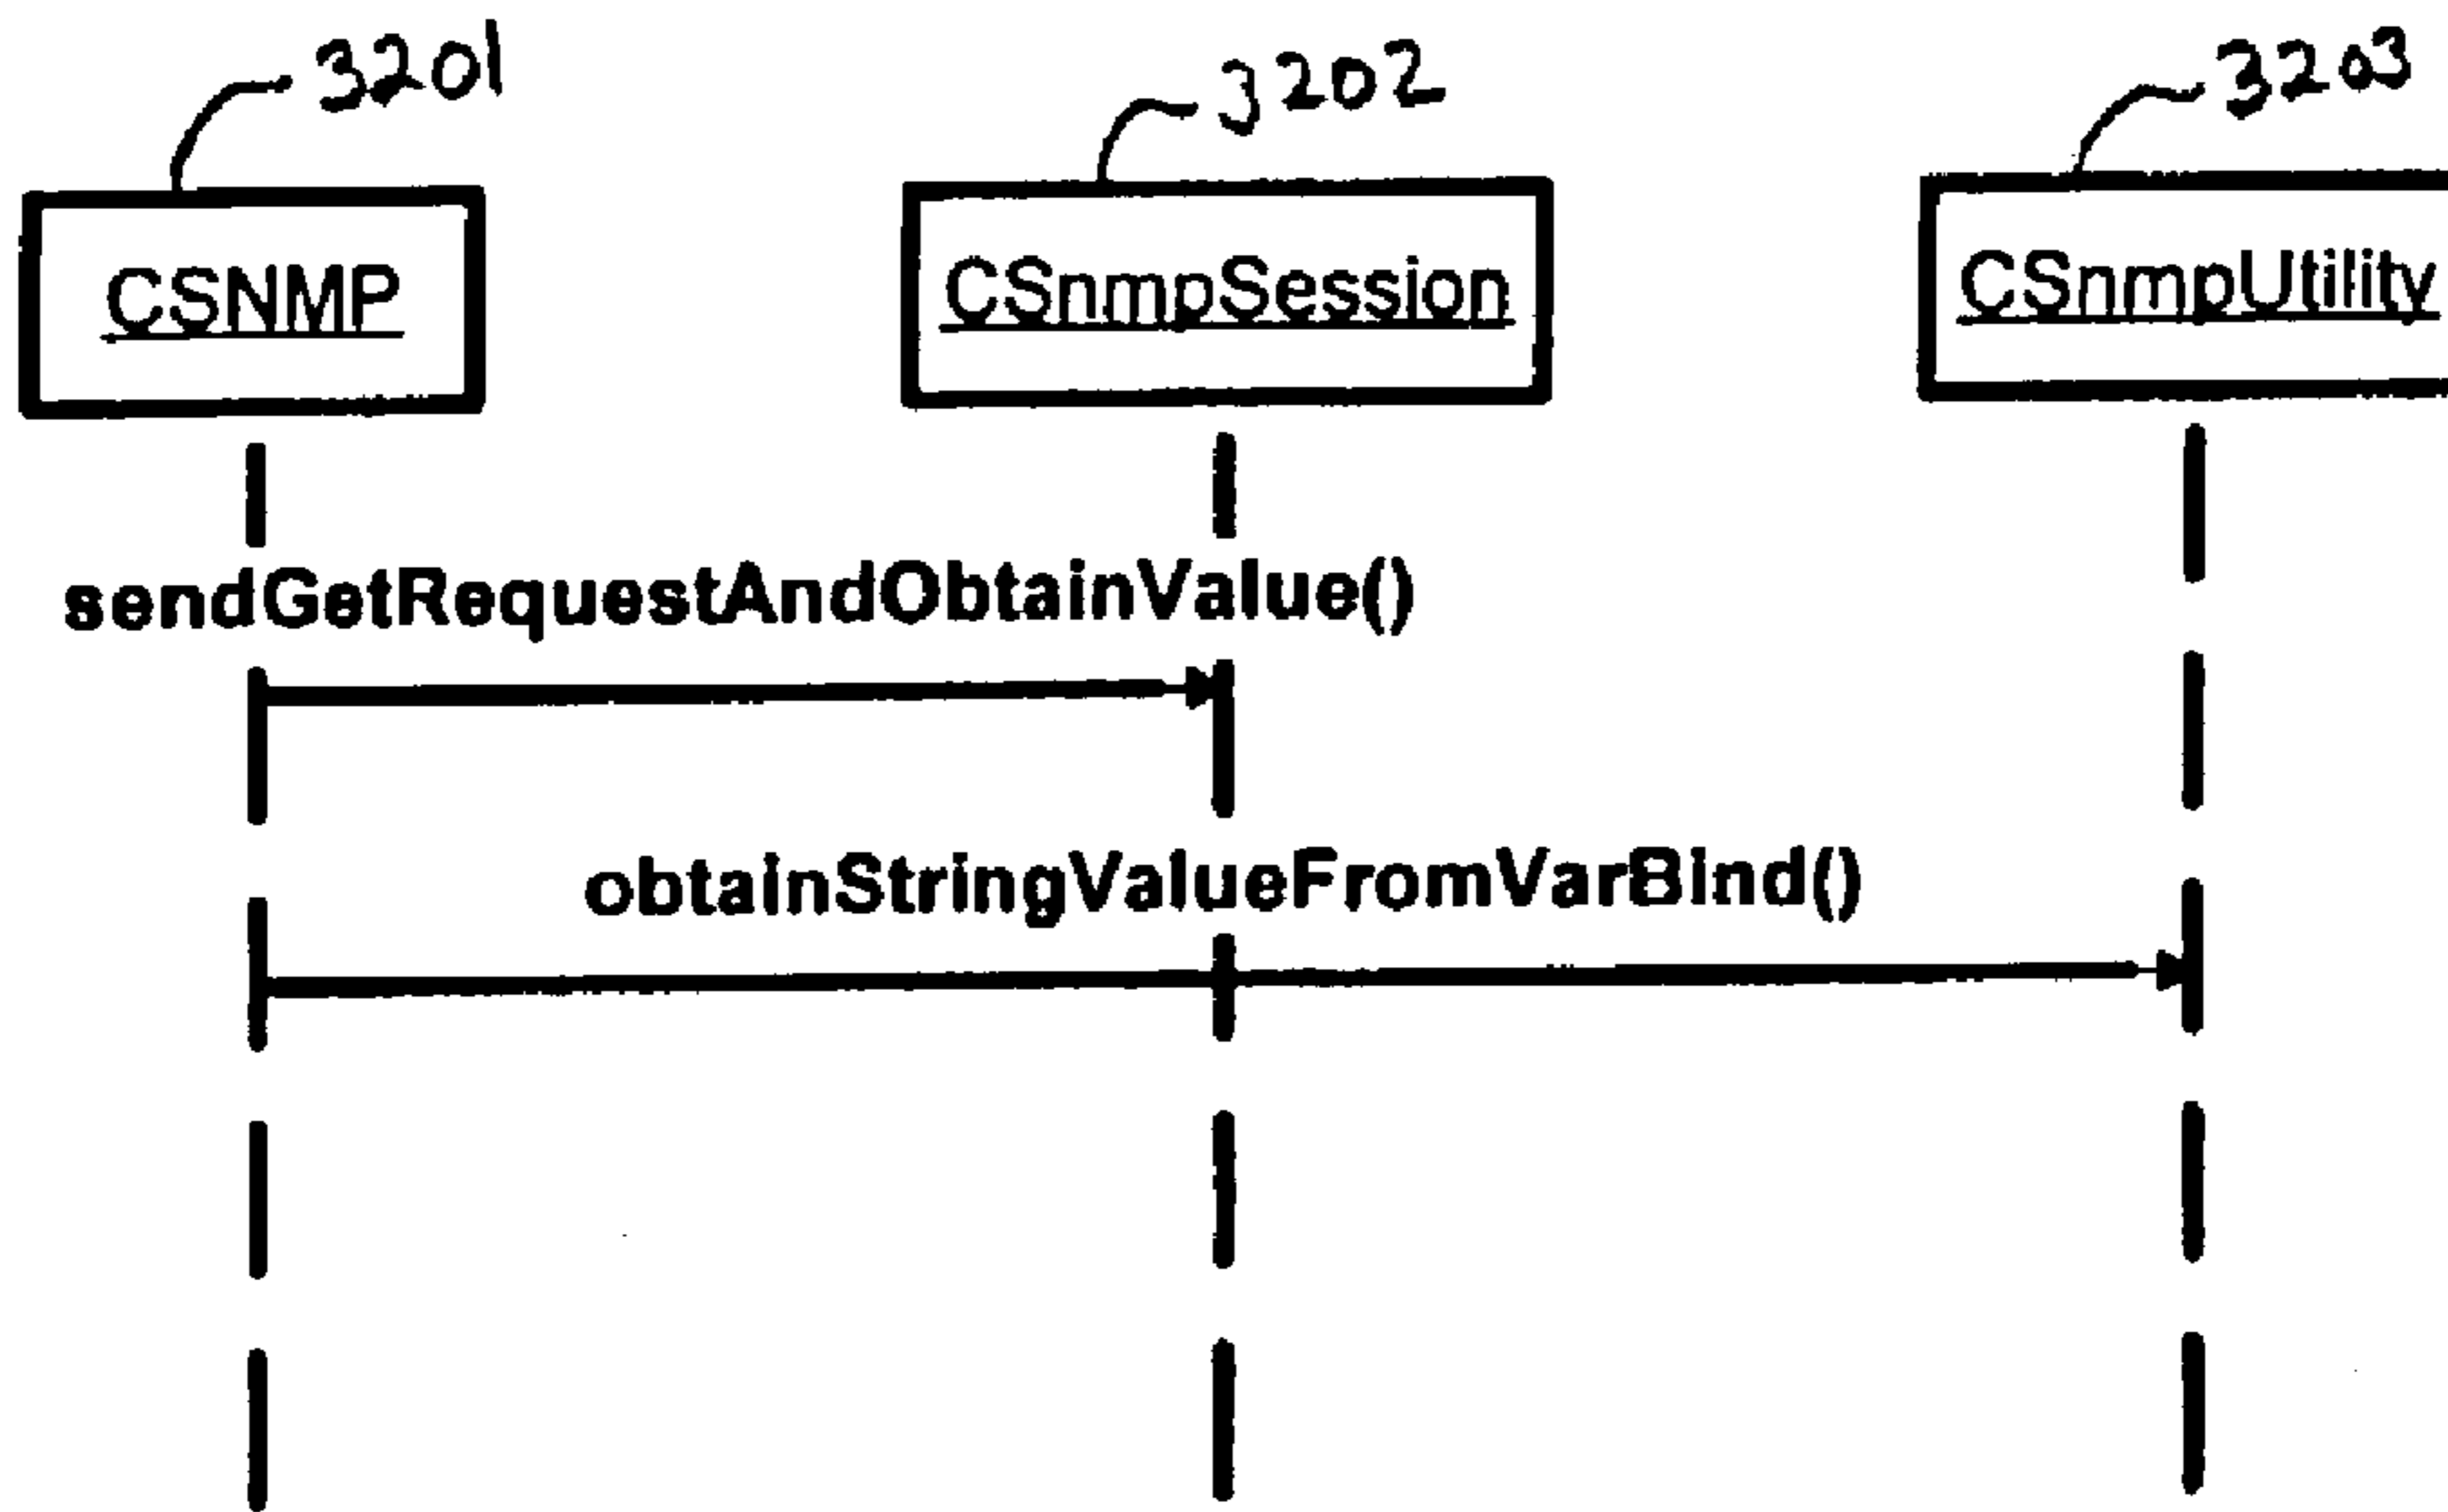 3201
3202
3203
CSNMP
CSnmpSession
CSnmpUtility
sendGetRequestAndObtainValue()
obtainStringValueFromVarBind()